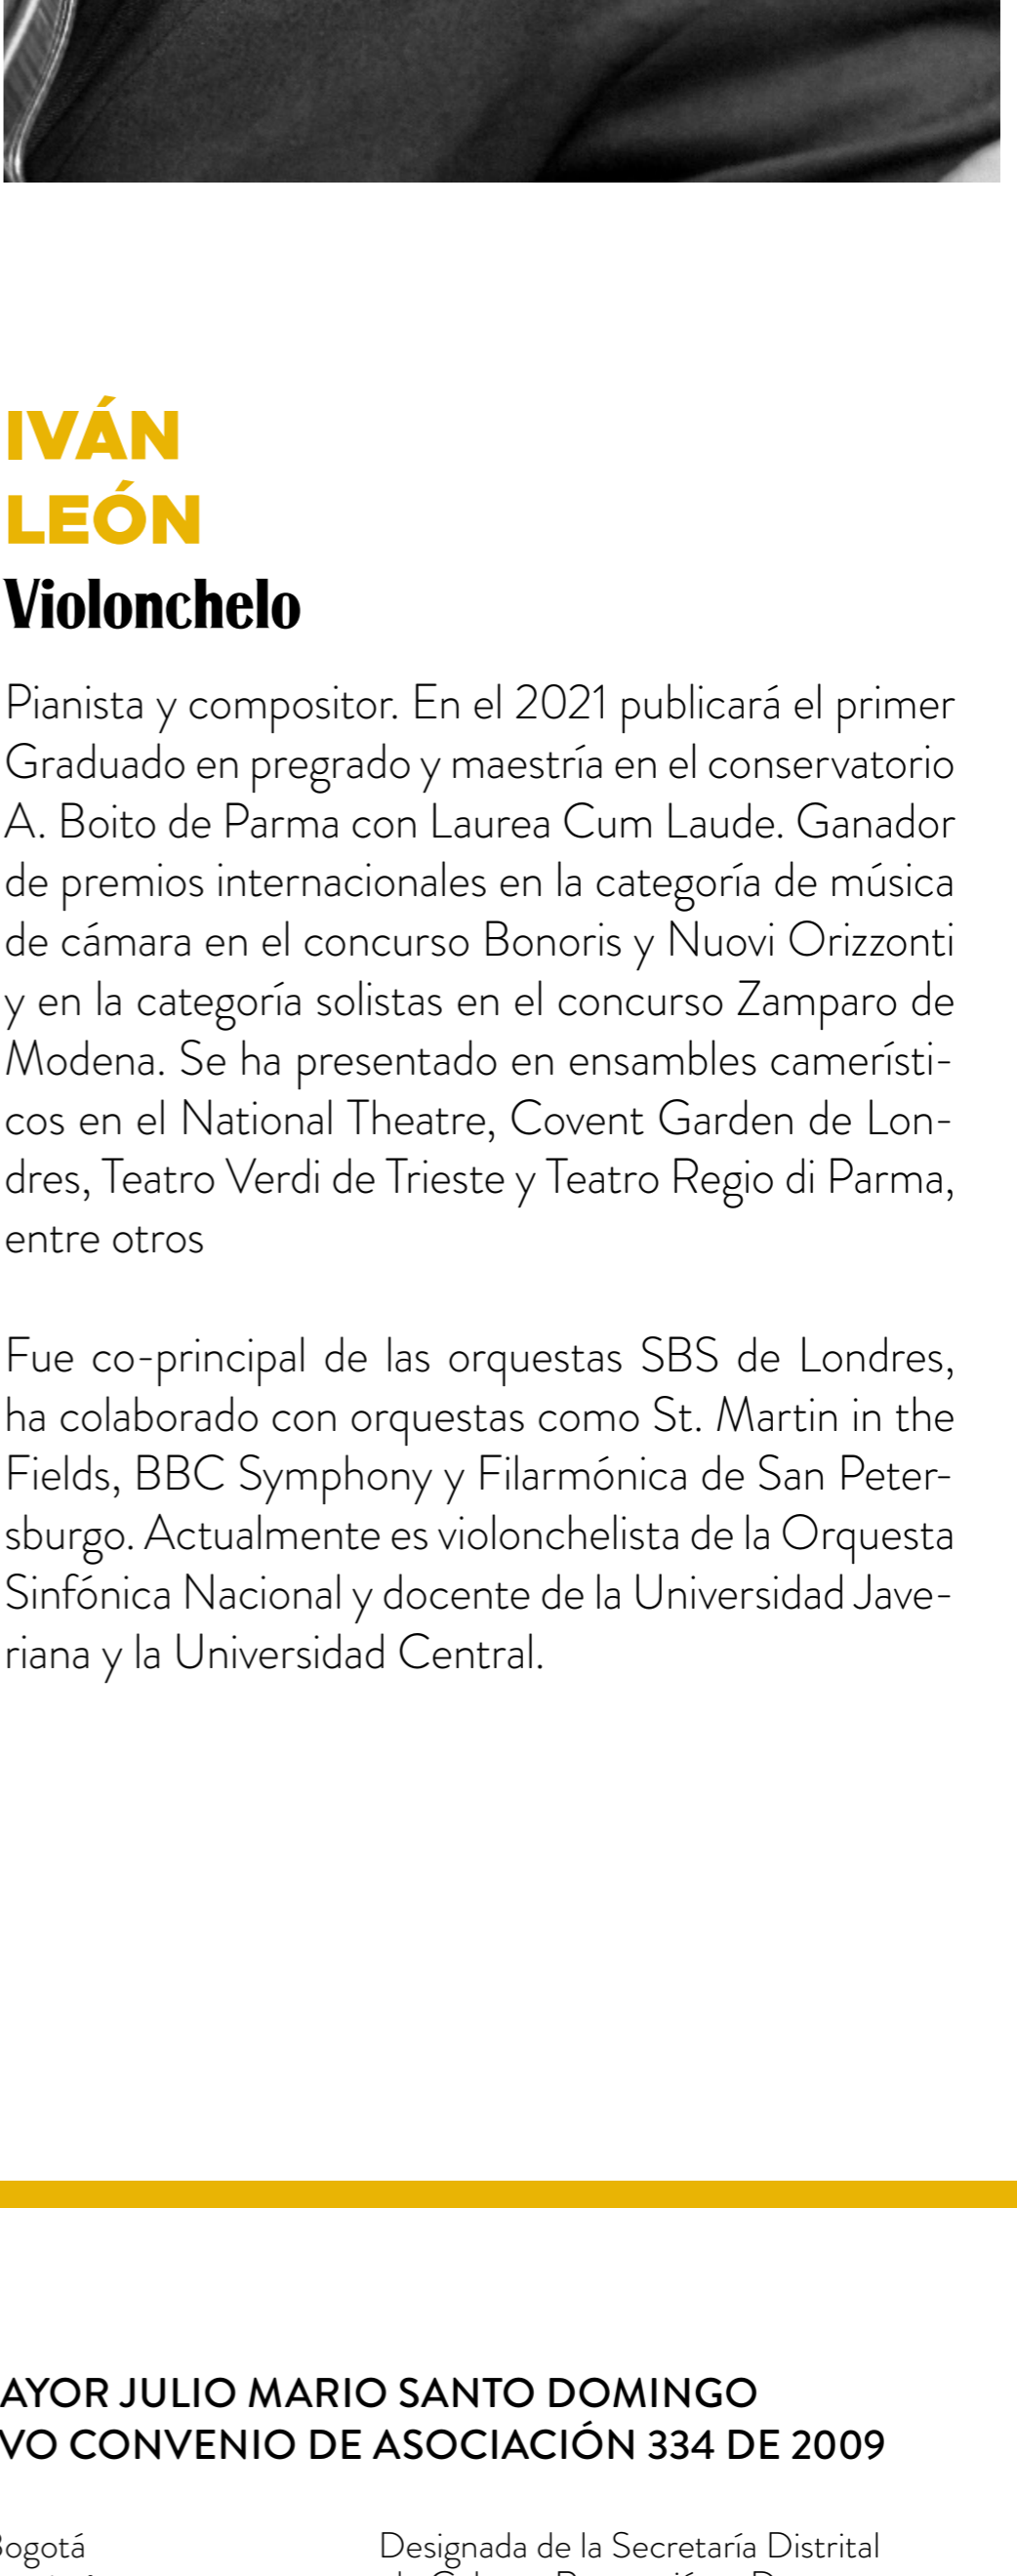 IVÁN
LEÓN
Violonchelo
Pianista y compositor. En el 2021 publicará el primer
Graduado en pregrado y maestría en el conservatorio
A. Boito de Parma con Laurea Cum Laude. Ganador
de premios internacionales en la categoría de música
de cámara en el concurso Bonoris y Nuovi Orizzonti
y en la categoría solistas en el concurso Zamparo de
Modena. Se ha presentado en ensambles camerísti-
cos en el National Theatre, Covent Garden de Lon-
dres, Teatro Verdi de Trieste y Teatro Regio di Parma,
entre otros
Fue co-principal de las orquestas SBS de Londres,
ha colaborado con orquestas como St. Martin in the
Fields, BBC Symphony y Filarmónica de San Peter-
sburgo. Actualmente es violonchelista de la Orquesta
Sinfónica Nacional y docente de la Universidad Jave-
riana y la Universidad Central.
AYOR JULIO MARIO SANTO DOMINGO
VO CONVENIO DE ASOCIACIÓN 334 DE 2009
ogotá
Designada de la Secretaría Distrital